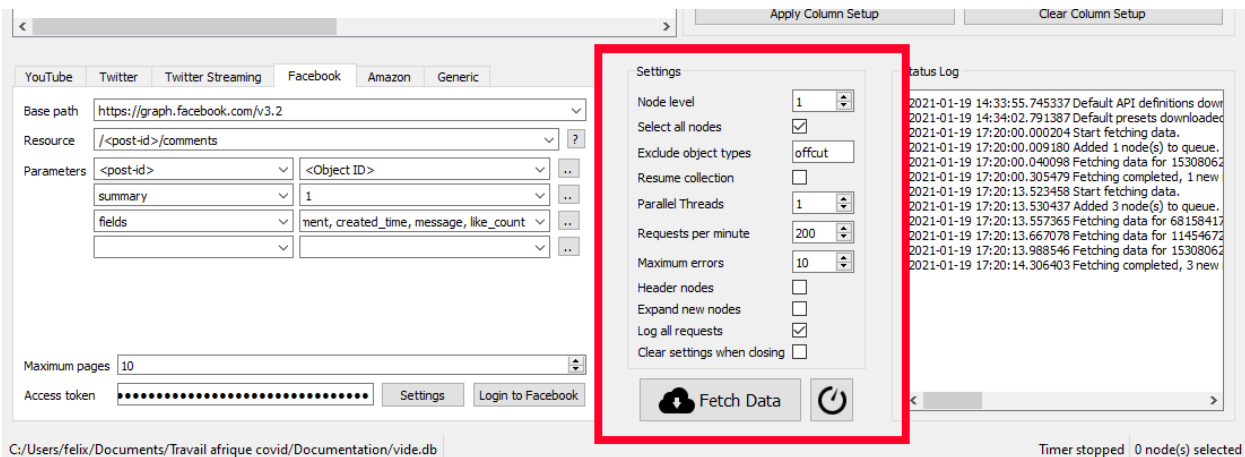 Apply Column Setup
Clear Column Setup
YouTube Twitter Twitter Streaming Facebook Amazon Generic
Base path https://graph.facebook.com/v3.2
Resource /<post-id>/comments ?
Parameters <post-id> <Object ID> ..
summary 1 ..
fields ment, created_time, message, like_count ..
..
Maximum pages 10
Access token Settings Login to Facebook
Settings
Node level 1
Select all nodes
Exclude object types offcut
Resume collection
Parallel Threads 1
Requests per minute 200
Maximum errors 10
Header nodes
Expand new nodes
Log all requests
Clear settings when closing
Fetch Data
tatus Log
2021-01-19 14:33:55.745337 Default API definitions down
2021-01-19 14:34:02.791387 Default presets downloaded
2021-01-19 17:20:00.000204 Start fetching data.
2021-01-19 17:20:00.009180 Added 1 node(s) to queue.
2021-01-19 17:20:00.040098 Fetching data for 15308062
2021-01-19 17:20:00.305479 Fetching completed, 1 new
2021-01-19 17:20:13.523458 Start fetching data.
2021-01-19 17:20:13.530437 Added 3 node(s) to queue.
2021-01-19 17:20:13.557365 Fetching data for 68158417
2021-01-19 17:20:13.667078 Fetching data for 11454672
2021-01-19 17:20:13.988546 Fetching data for 15308062
2021-01-19 17:20:14.306403 Fetching completed, 3 new
C:/Users/felix/Documents/Travail afrique covid/Documentation/vide.db
Timer stopped 0 node(s) selected